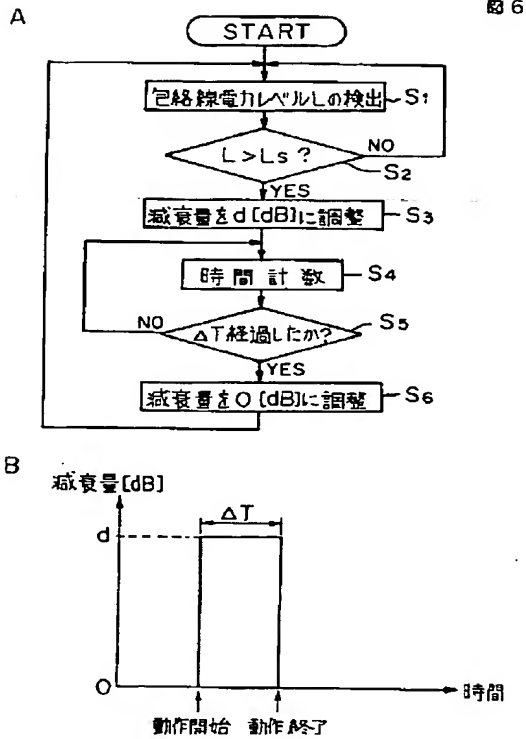 図6
A
START
包絡線電力レベルLの検出
S1
L>Ls?
NO
S2
YES
減衰量をd[dB]に調整
S3
時間計数
S4
NO
ΔT経過したか?
S5
YES
減衰量を0[dB]に調整
S6
B
減衰量[dB]
ΔT
d
0
時間
動作開始 動作終了